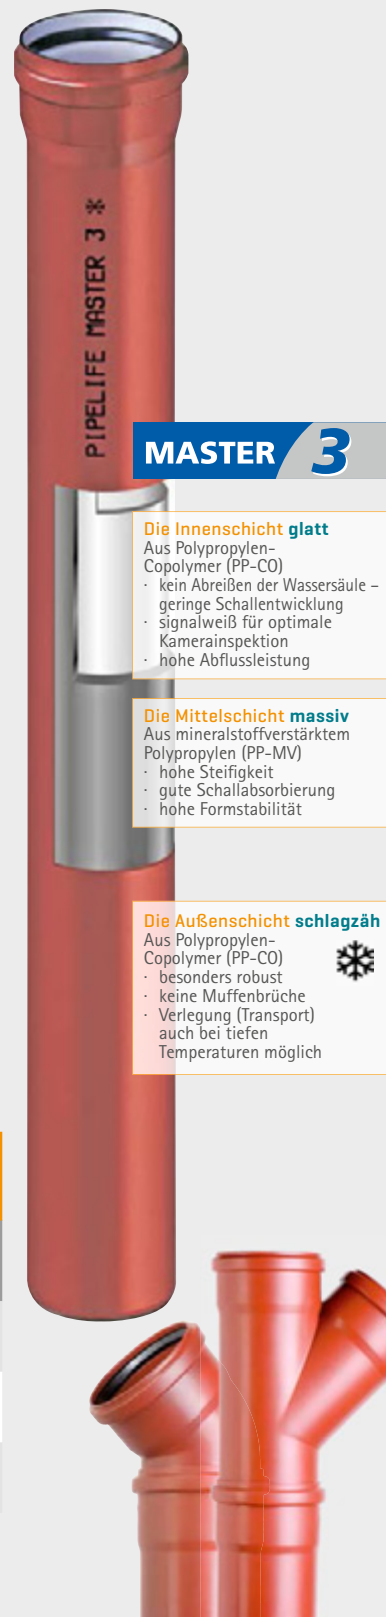 PIPELIFE MASTER 3 *
MASTER 3
Die Innenschicht glatt
Aus Polypropylen-
Copolymer (PP-CO)
· kein Abreißen der Wassersäule –
geringe Schallentwicklung
· signalweiß für optimale
Kamerainspektion
· hohe Abflussleistung
Die Mittelschicht massiv
Aus mineralstoffverstärktem
Polypropylen (PP-MV)
· hohe Steifigkeit
· gute Schallabsorbierung
· hohe Formstabilität
Die Außenschicht schlagzäh
Aus Polypropylen-
Copolymer (PP-CO)
· besonders robust
· keine Muffenbrüche
· Verlegung (Transport)
auch bei tiefen
Temperaturen möglich